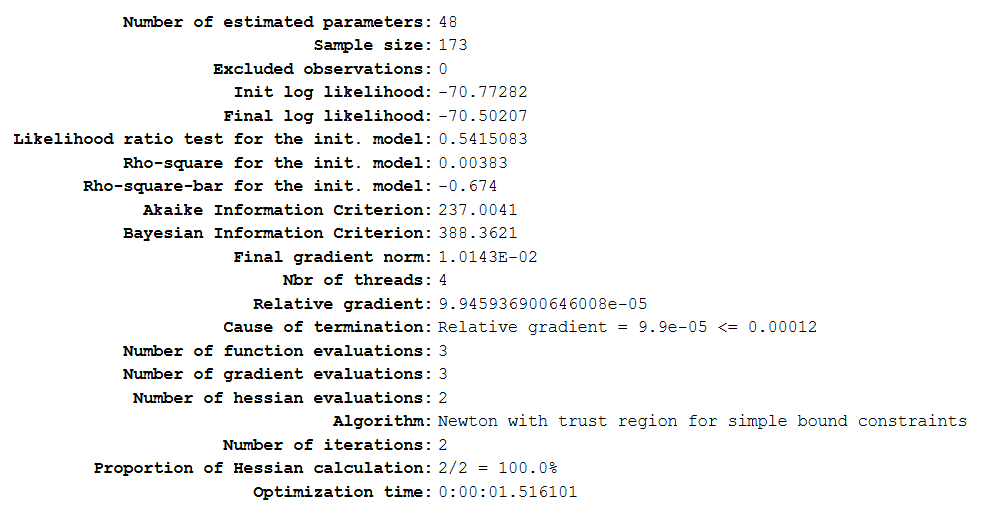 Number of estimated parameters: 48
Sample size: 173
Excluded observations: 0
Init log likelihood: -70.77282
Final log likelihood: -70.50207
Likelihood ratio test for the init. model: 0.5415083
Rho-square for the init. model: 0.00383
Rho-square-bar for the init. model: -0.674
Akaike Information Criterion: 237.0041
Bayesian Information Criterion: 388.3621
Final gradient norm: 1.0143E-02
Nbr of threads: 4
Relative gradient: 9.945936900646008e-05
Cause of termination: Relative gradient = 9.9e-05 <= 0.00012
Number of function evaluations: 3
Number of gradient evaluations: 3
Number of hessian evaluations: 2
Algorithm: Newton with trust region for simple bound constraints
Number of iterations: 2
Proportion of Hessian calculation: 2/2 = 100.0%
Optimization time: 0:00:01.516101